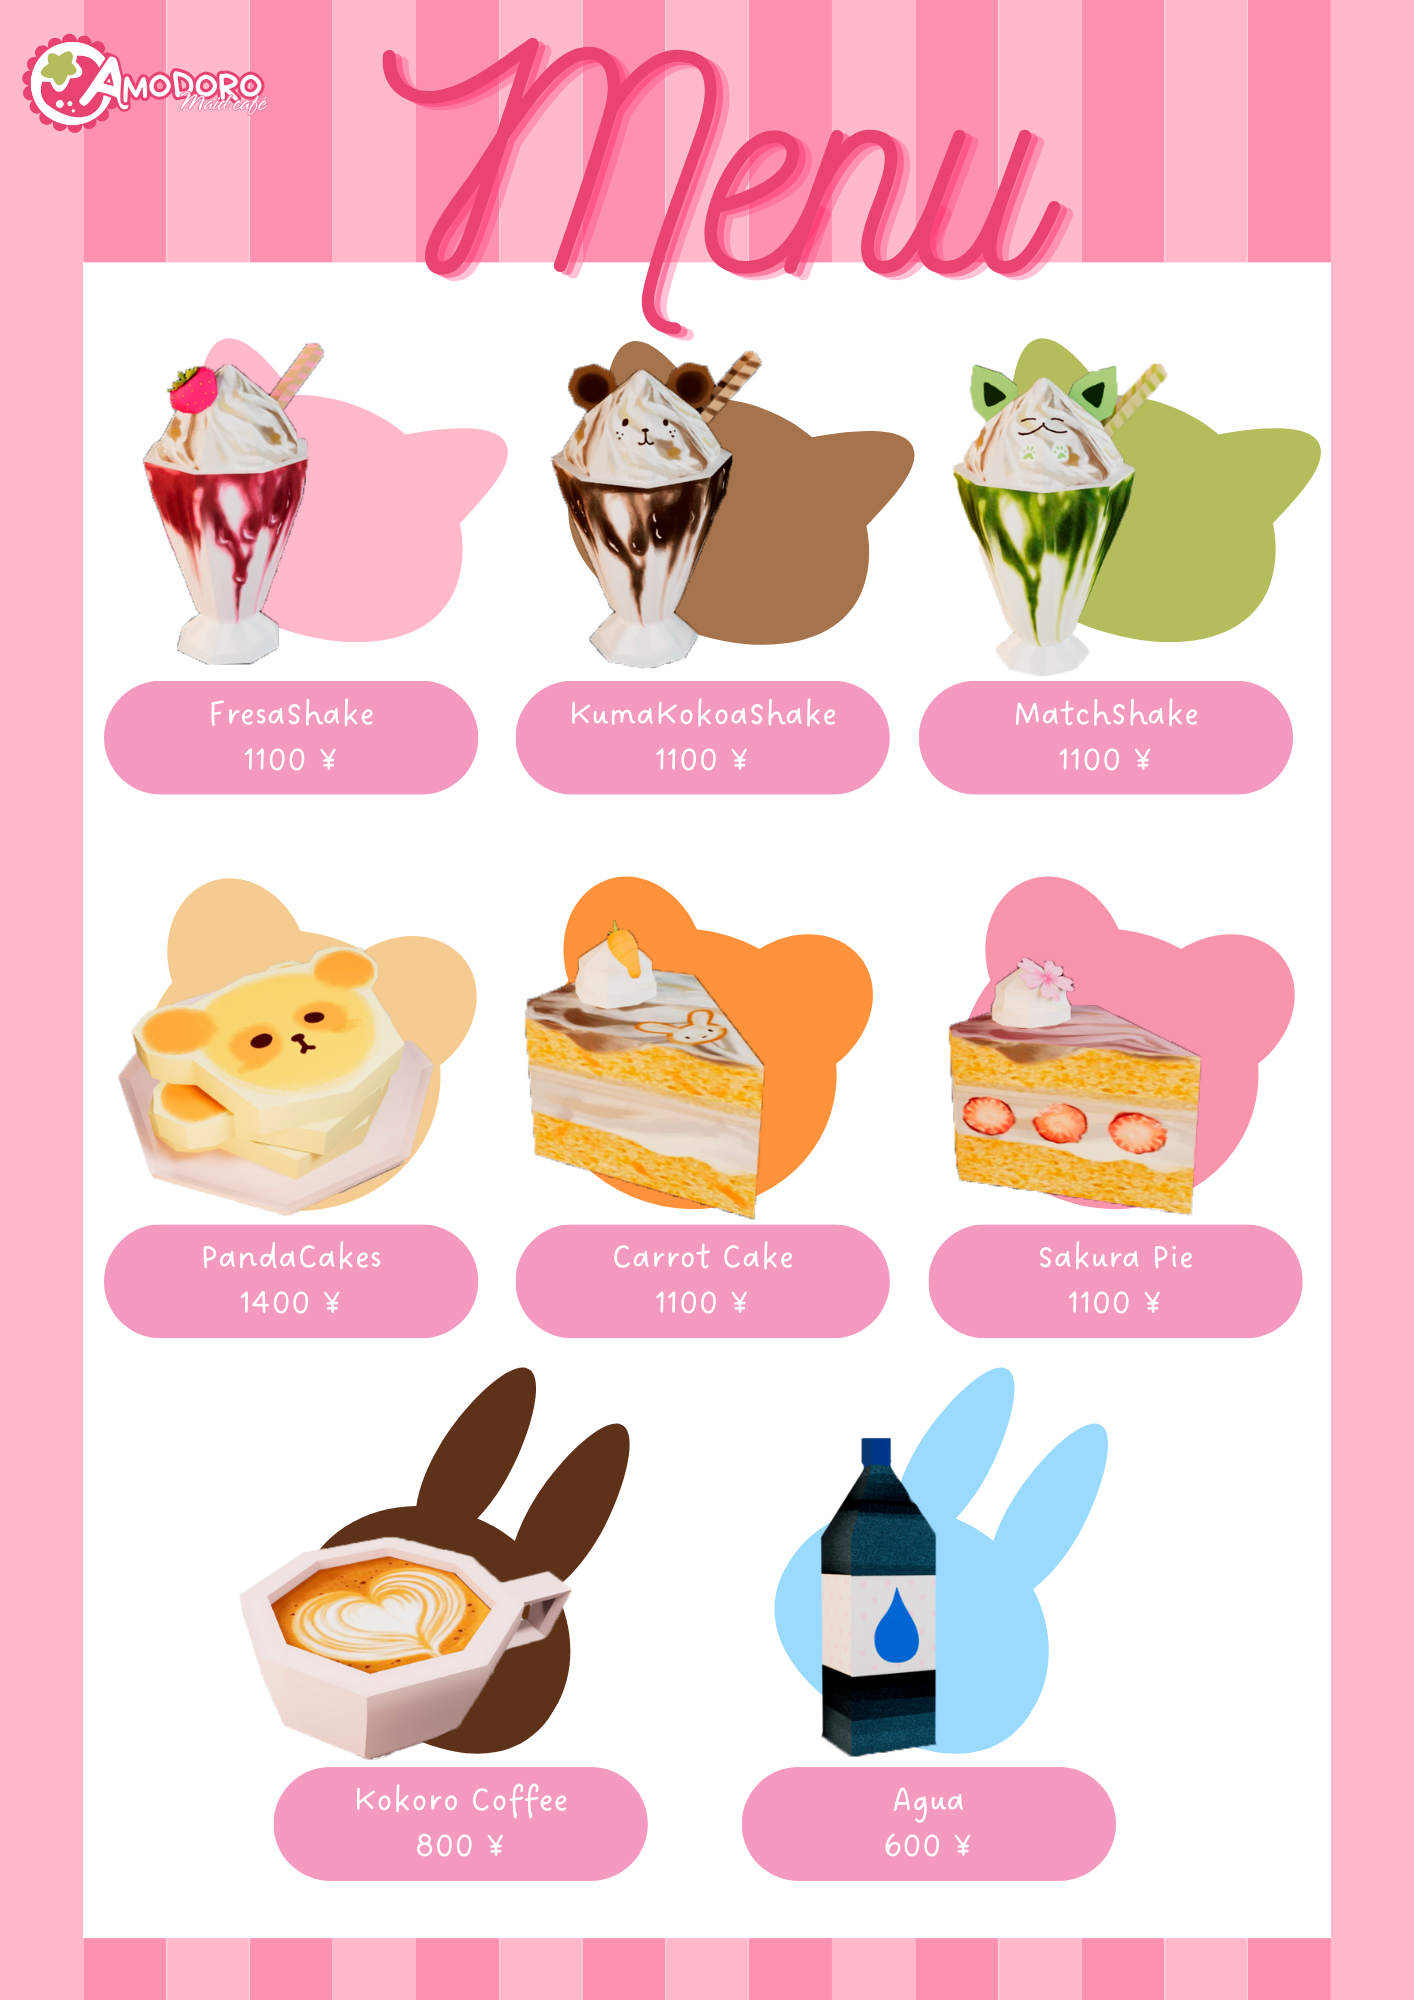 AMODORO
Maid café
Menu
FresaShake
1100 ¥
KumaKokoaShake
1100 ¥
MatchShake
1100 ¥
PandaCakes
1400 ¥
Carrot Cake
1100 ¥
Sakura Pie
1100 ¥
Kokoro Coffee
800 ¥
Agua
600 ¥